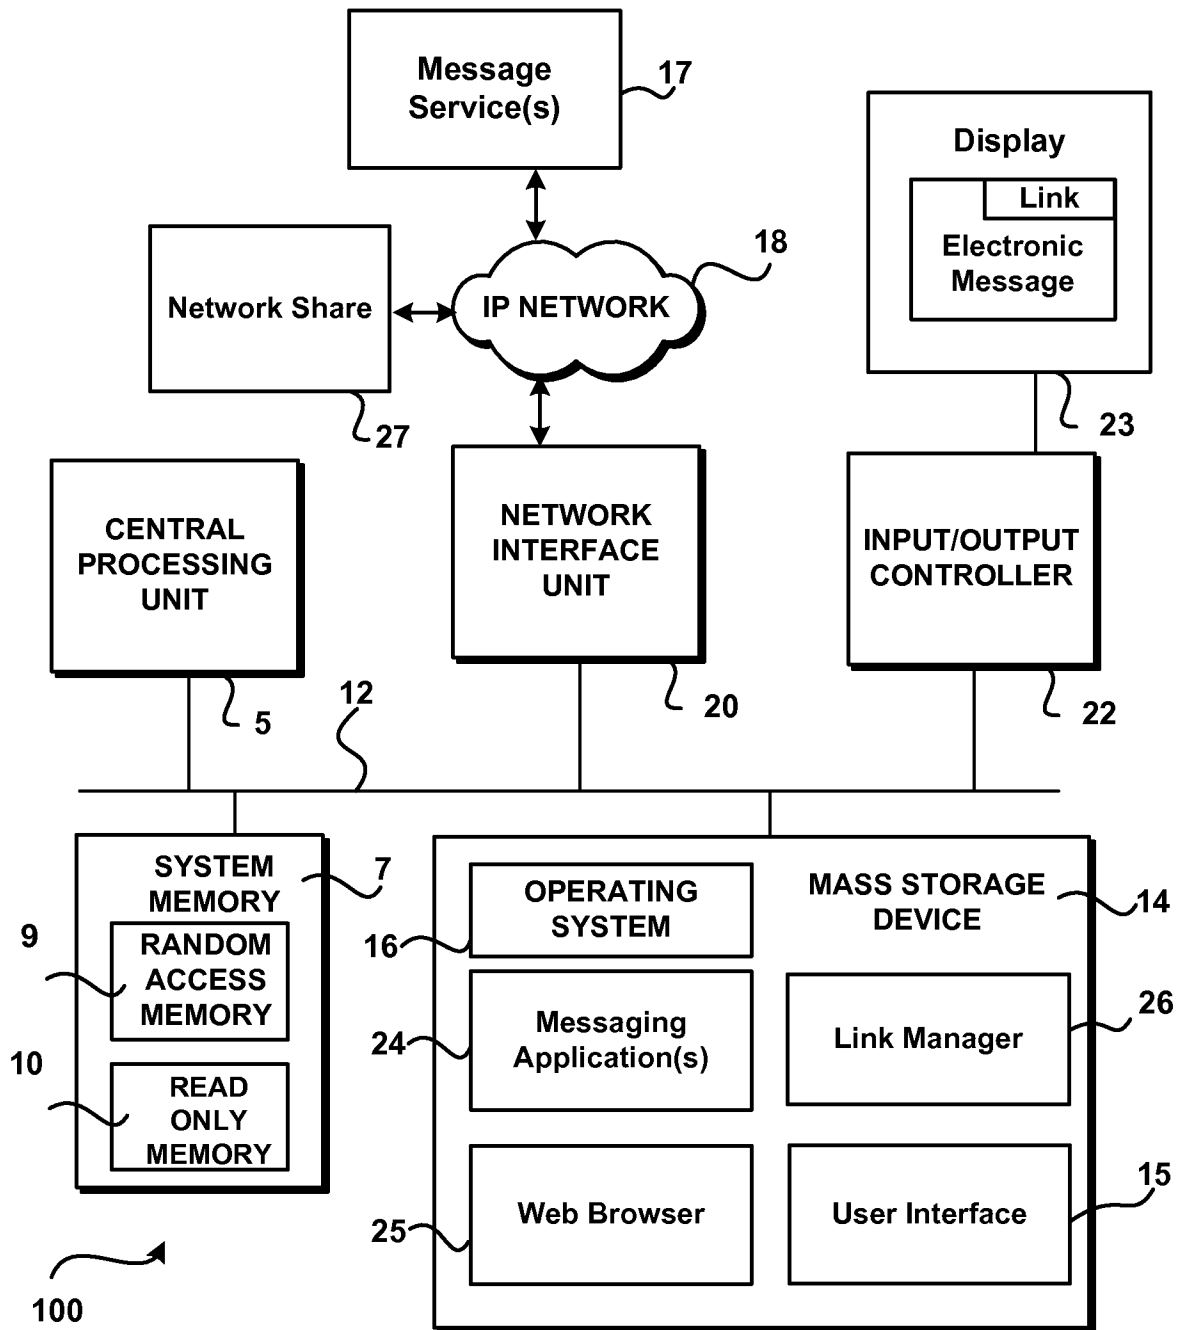 Message
Service(s)
17
Display
Link
Electronic
Message
18
Network Share
IP NETWORK
27
23
CENTRAL
PROCESSING
UNIT
NETWORK
INTERFACE
UNIT
INPUT/OUTPUT
CONTROLLER
5
12
20
22
SYSTEM
MEMORY
7
9
RANDOM
ACCESS
MEMORY
10
READ
ONLY
MEMORY
OPERATING
SYSTEM
16
MASS STORAGE
DEVICE
14
24
Messaging
Application(s)
Link Manager
26
25
Web Browser
User Interface
15
100